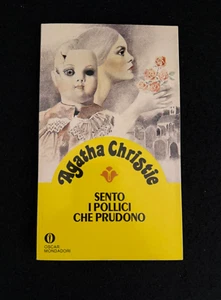 Agatha Christie
SENTO
I POLLICI
CHE PRUDONO
OSCAR
MONDADORI